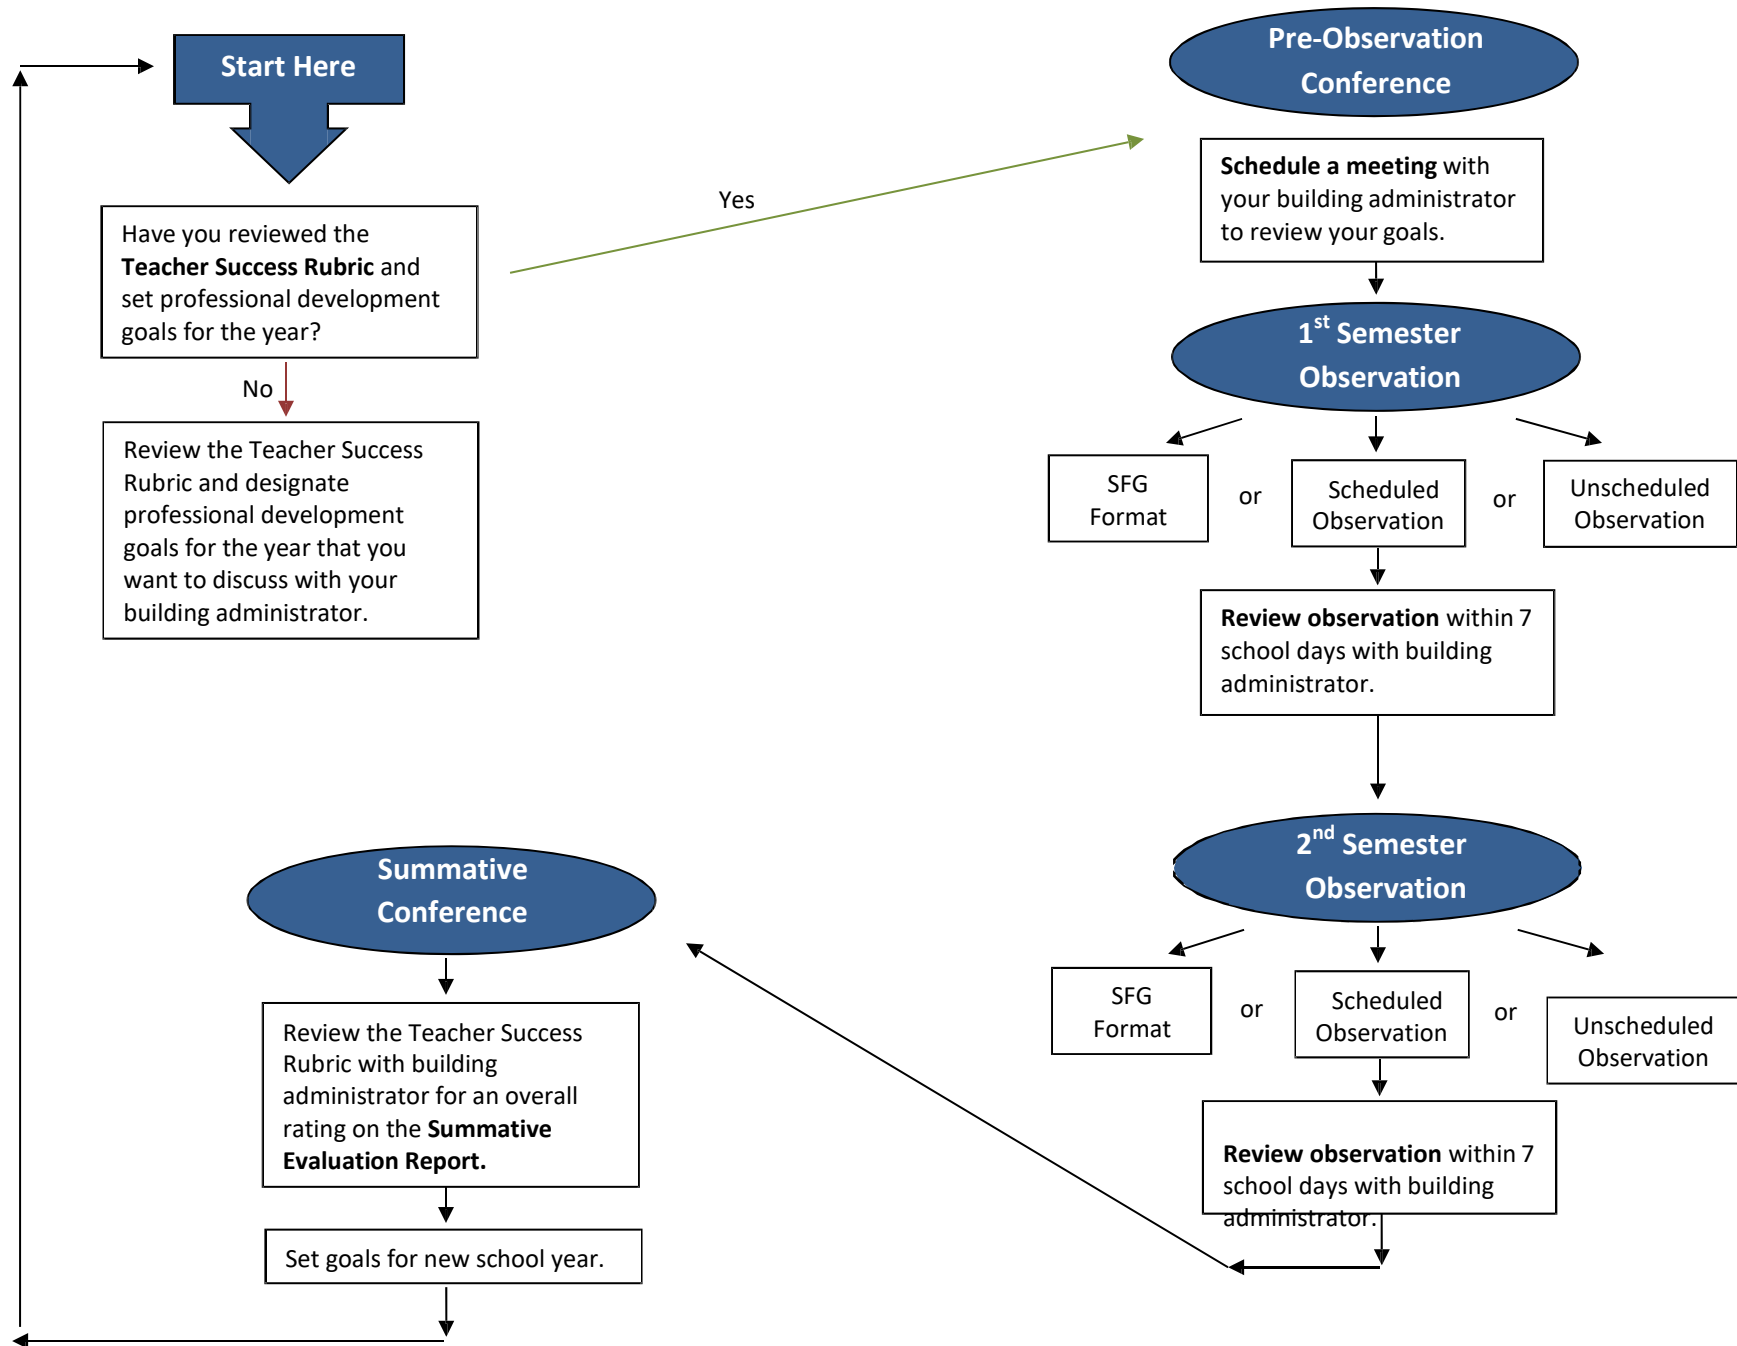 Start Here
Have you reviewed the
Teacher Success Rubric and
set professional development
goals for the year?
No
Review the Teacher Success
Rubric and designate
professional development
goals for the year that you
want to discuss with your
building administrator.
Yes
Pre-Observation
Conference
Schedule a meeting with
your building administrator
to review your goals.
1st Semester
Observation
SFG
Format
or
Scheduled
Observation
or
Unscheduled
Observation
Review observation within 7
school days with building
administrator.
2nd Semester
Observation
SFG
Format
or
Scheduled
Observation
or
Unscheduled
Observation
Review observation within 7
school days with building
administrator.
Summative
Conference
Review the Teacher Success
Rubric with building
administrator for an overall
rating on the Summative
Evaluation Report.
Set goals for new school year.